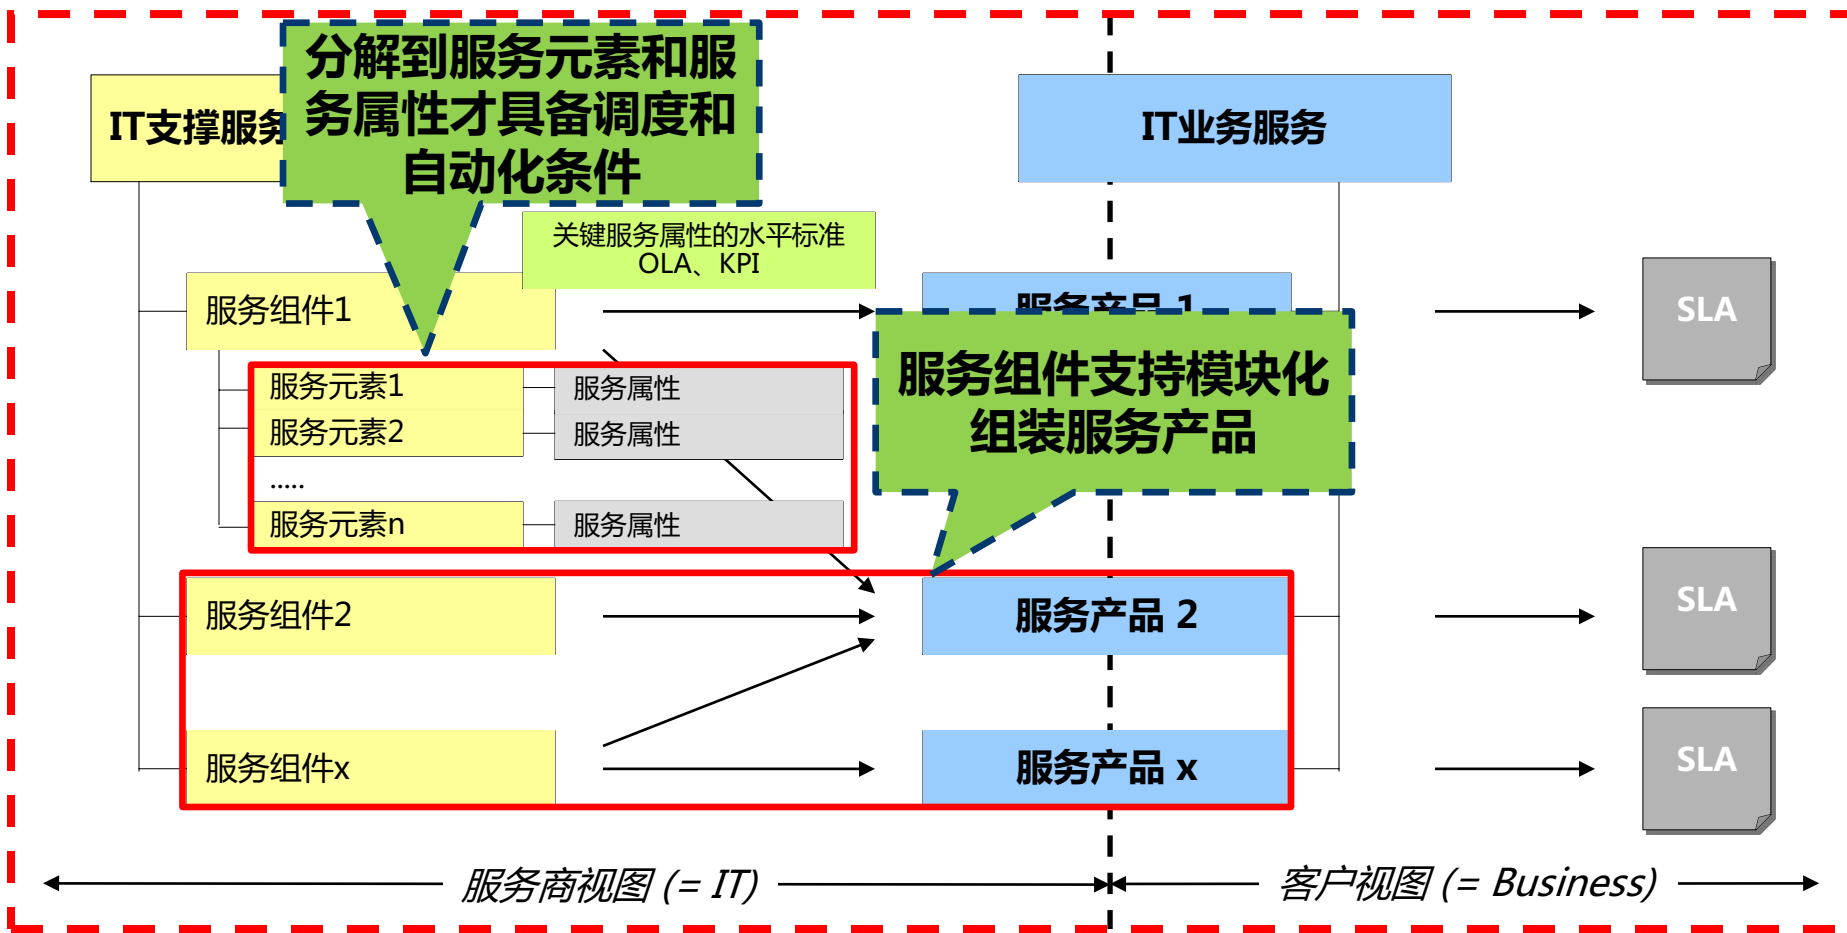 分解到服务元素和服
务属性才具备调度和
自动化条件
IT支撑服务
IT业务服务
关键服务属性的水平标准
OLA、KPI
服务组件1
服务产品 1
SLA
服务组件支持模块化
组装服务产品
服务元素1
服务属性
服务元素2
服务属性
.....
服务元素n
服务属性
服务组件2
服务产品 2
SLA
服务组件x
服务产品 x
SLA
服务商视图 (= IT)
客户视图 (= Business)